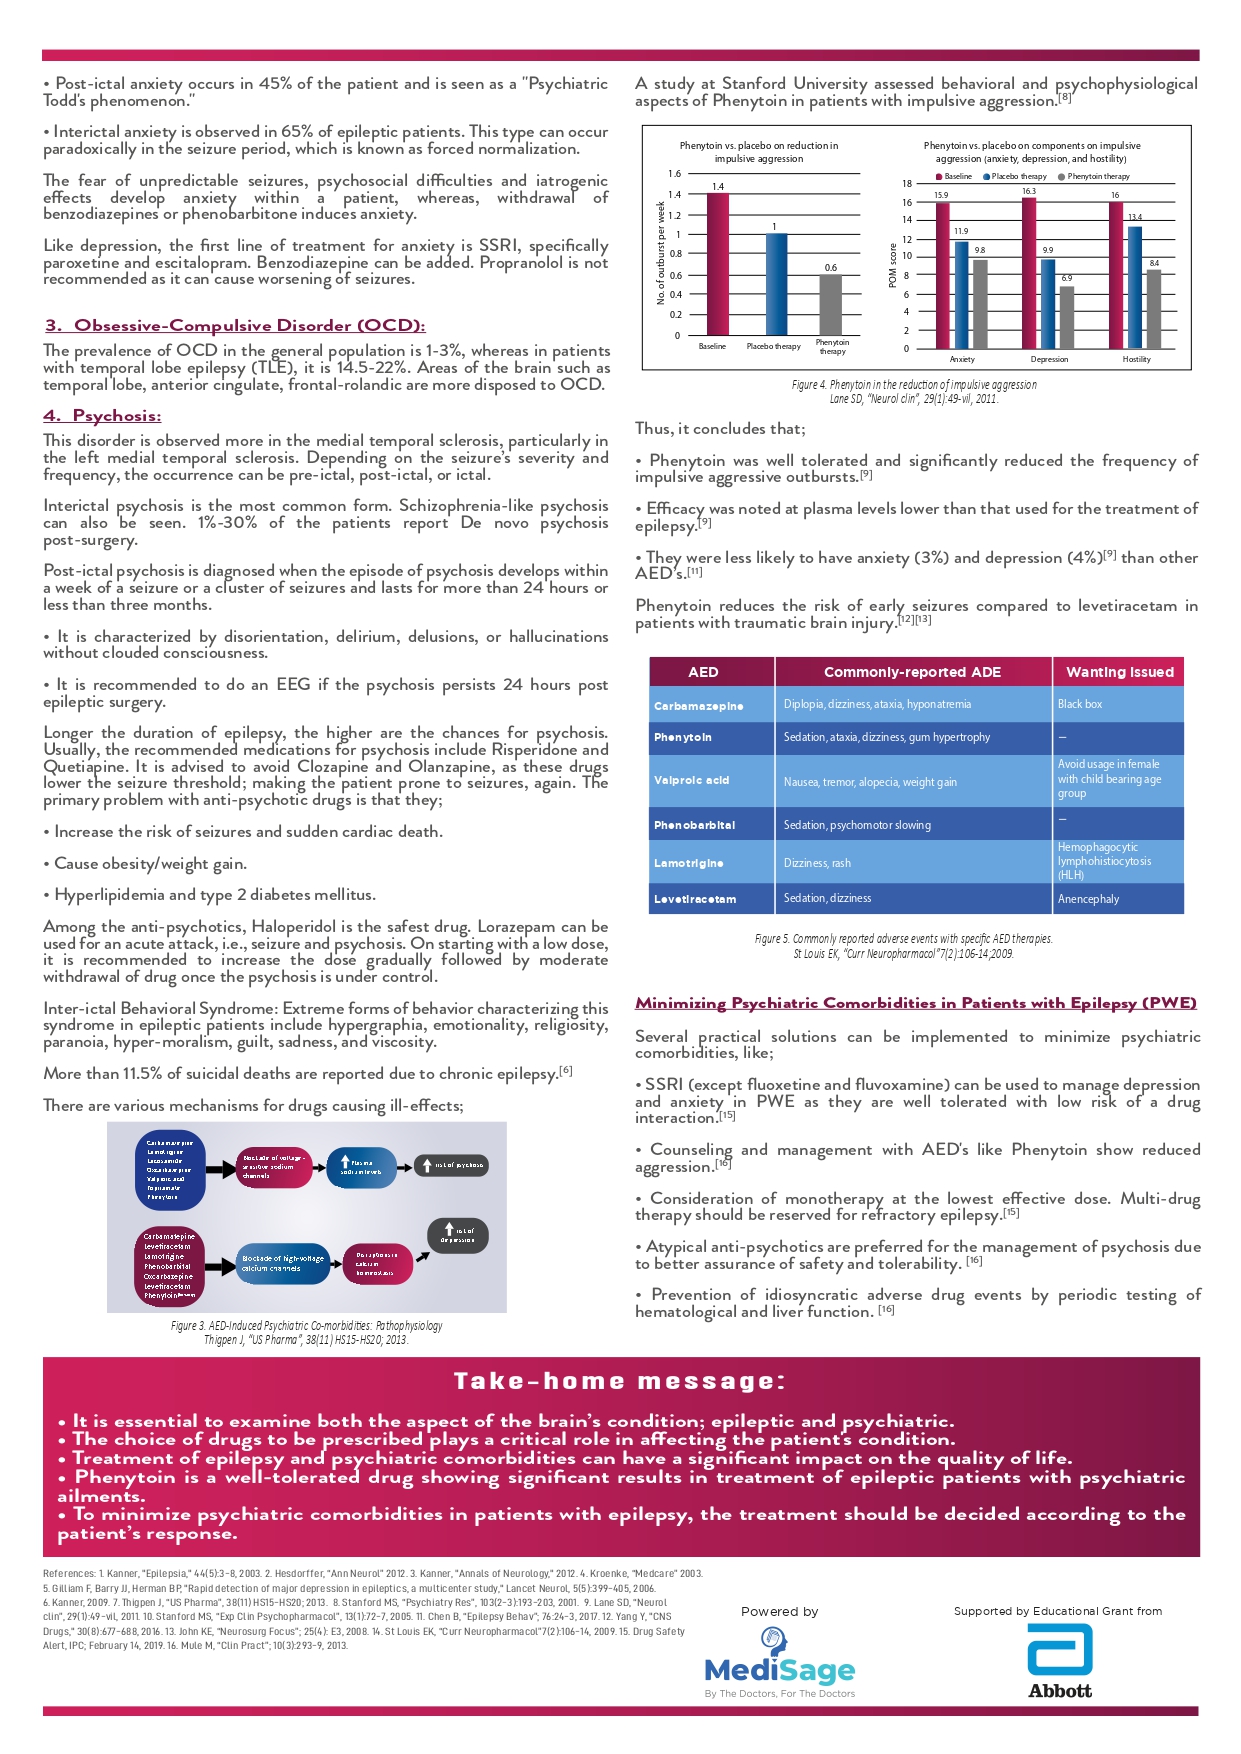 • Post-ictal anxiety occurs in 45% of the patient and is seen as a "Psychiatric
Todd's phenomenon."
• Interictal anxiety is observed in 65% of epileptic patients. This type can occur
paradoxically in the seizure period, which is known as forced normalization.
The fear of unpredictable seizures, psychosocial difficulties and iatrogenic
effects develop anxiety within a patient, whereas, withdrawal of
benzodiazepines or phenobarbitone induces anxiety.
Like depression, the first line of treatment for anxiety is SSRI, specifically
paroxetine and escitalopram. Benzodiazepine can be added. Propranolol is not
recommended as it can cause worsening of seizures.
3. Obsessive-Compulsive Disorder (OCD):
The prevalence of OCD in the general population is 1-3%, whereas in patients
with temporal lobe epilepsy (TLE), it is 14.5-22%. Areas of the brain such as
temporal lobe, anterior cingulate, frontal-rolandic are more disposed to OCD.
4. Psychosis:
This disorder is observed more in the medial temporal sclerosis, particularly in
the left medial temporal sclerosis. Depending on the seizure's severity and
frequency, the occurrence can be pre-ictal, post-ictal, or ictal.
Interictal psychosis is the most common form. Schizophrenia-like psychosis
can also be seen. 1%-30% of the patients report De novo psychosis
post-surgery.
Post-ictal psychosis is diagnosed when the episode of psychosis develops within
a week of a seizure or a cluster of seizures and lasts for more than 24 hours or
less than three months.
• It is characterized by disorientation, delirium, delusions, or hallucinations
without clouded consciousness.
• It is recommended to do an EEG if the psychosis persists 24 hours post
epileptic surgery.
Longer the duration of epilepsy, the higher are the chances for psychosis.
Usually, the recommended medications for psychosis include Risperidone and
Quetiapine. It is advised to avoid Clozapine and Olanzapine, as these drugs
lower the seizure threshold; making the patient prone to seizures, again. The
primary problem with anti-psychotic drugs is that they;
• Increase the risk of seizures and sudden cardiac death.
• Cause obesity/weight gain.
• Hyperlipidemia and type 2 diabetes mellitus.
Among the anti-psychotics, Haloperidol is the safest drug. Lorazepam can be
used for an acute attack, i.e., seizure and psychosis. On starting with a low dose,
it is recommended to increase the dose gradually followed by moderate
withdrawal of drug once the psychosis is under control.
Inter-ictal Behavioral Syndrome: Extreme forms of behavior characterizing this
syndrome in epileptic patients include hypergraphia, emotionality, religiosity,
paranoia, hyper-moralism, guilt, sadness, and viscosity.
More than 11.5% of suicidal deaths are reported due to chronic epilepsy.[6]
There are various mechanisms for drugs causing ill-effects;
Carbamazepine
Lamotrigine
Lacosamide
Oxcarbazepine
Valproic acid
Topiramate
Phenytoin
Blockade of voltage-
sensitive sodium
channels
Plasma
sodium levels
risk of psychosis
Carbamatepine
Levetiracetam
Lamotrigine
Phenobarbital
Oxcarbazepine
Levetiracetam
Phenytoin
Blockade of high-voltage
calcium channels
Disruptions in
calcium
homeostasis
risk of
depression
Figure 3. AED-Induced Psychiatric Co-morbidities: Pathophysiology
Thigpen J, "US Pharma", 38(11) HS15-HS20; 2013.
A study at Stanford University assessed behavioral and psychophysiological
aspects of Phenytoin in patients with impulsive aggression.[8]
Phenytoin vs. placebo on reduction in
impulsive aggression
No. of outburst per week
1.6
1.4
1.2
1
0.8
0.6
0.4
0.2
0
1.4
1
0.6
Baseline
Placebo therapy
Phenytoin
therapy
Phenytoin vs. placebo on components on impulsive
aggression (anxiety, depression, and hostility)
Baseline Placebo therapy Phenytoin therapy
POM score
18
16
14
12
10
8
6
4
2
0
15.9
11.9
9.8
16.3
9.9
6.9
16
13.4
8.4
Anxiety
Depression
Hostility
Figure 4. Phenytoin in the reduction of impulsive aggression
Lane SD, "Neurol clin", 29(1):49-vil, 2011.
Thus, it concludes that;
• Phenytoin was well tolerated and significantly reduced the frequency of
impulsive aggressive outbursts.[9]
• Efficacy was noted at plasma levels lower than that used for the treatment of
epilepsy.[9]
• They were less likely to have anxiety (3%) and depression (4%)[9] than other
AED's.[11]
Phenytoin reduces the risk of early seizures compared to levetiracetam in
patients with traumatic brain injury.[12][13]
AED Commonly-reported ADE Wanting issued
Carbamazepine Diplopia, dizziness, ataxia, hyponatremia Black box
Phenytoin Sedation, ataxia, dizziness, gum hypertrophy —
Valproic acid Nausea, tremor, alopecia, weight gain Avoid usage in female
with child bearing age
group
Phenobarbital Sedation, psychomotor slowing —
Lamotrigine Dizziness, rash Hemophagocytic
lymphohistiocytosis
(HLH)
Levetiracetam Sedation, dizziness Anencephaly
Figure 5. Commonly reported adverse events with specific AED therapies.
St Louis EK, "Curr Neuropharmacol"7(2):106-14;2009.
Minimizing Psychiatric Comorbidities in Patients with Epilepsy (PWE)
Several practical solutions can be implemented to minimize psychiatric
comorbidities, like;
• SSRI (except fluoxetine and fluvoxamine) can be used to manage depression
and anxiety in PWE as they are well tolerated with low risk of a drug
interaction.[15]
• Counseling and management with AED's like Phenytoin show reduced
aggression.[16]
• Consideration of monotherapy at the lowest effective dose. Multi-drug
therapy should be reserved for refractory epilepsy.[15]
• Atypical anti-psychotics are preferred for the management of psychosis due
to better assurance of safety and tolerability. [16]
• Prevention of idiosyncratic adverse drug events by periodic testing of
hematological and liver function. [16]
Take-home message:
• It is essential to examine both the aspect of the brain's condition; epileptic and psychiatric.
• The choice of drugs to be prescribed plays a critical role in affecting the patient's condition.
• Treatment of epilepsy and psychiatric comorbidities can have a significant impact on the quality of life.
• Phenytoin is a well-tolerated drug showing significant results in treatment of epileptic patients with psychiatric
ailments.
• To minimize psychiatric comorbidities in patients with epilepsy, the treatment should be decided according to the
patient's response.
References: 1. Kanner, "Epilepsia," 44(5):3-8, 2003. 2. Hesdorffer, "Ann Neurol" 2012. 3. Kanner, "Annals of Neurology," 2012. 4. Kroenke, "Medcare" 2003.
5. Gilliam F, Barry JJ, Herman BP, "Rapid detection of major depression in epileptics, a multicenter study," Lancet Neurol, 5(5):399-405, 2006.
6. Kanner, 2009. 7. Thigpen J, "US Pharma", 38(11) HS15-HS20; 2013. 8. Stanford MS, "Psychiatry Res", 103(2-3):193-203, 2001. 9. Lane SD, "Neurol
clin", 29(1):49-vil, 2011. 10. Stanford MS, "Exp Clin Psychopharmacol", 13(1):72-7, 2005. 11. Chen B, "Epilepsy Behav"; 76:24-3, 2017. 12. Yang Y, "CNS
Drugs," 30(8):677-688, 2016. 13. John KE, "Neurosurg Focus"; 25(4): E3, 2008. 14. St Louis EK, "Curr Neuropharmacol"7(2):106-14, 2009. 15. Drug Safety
Alert, IPC; February 14, 2019. 16. Mule M, "Clin Pract"; 10(3):293-9, 2013.
Powered by
MediSage
By The Doctors, For The Doctors
Supported by Educational Grant from
Abbott